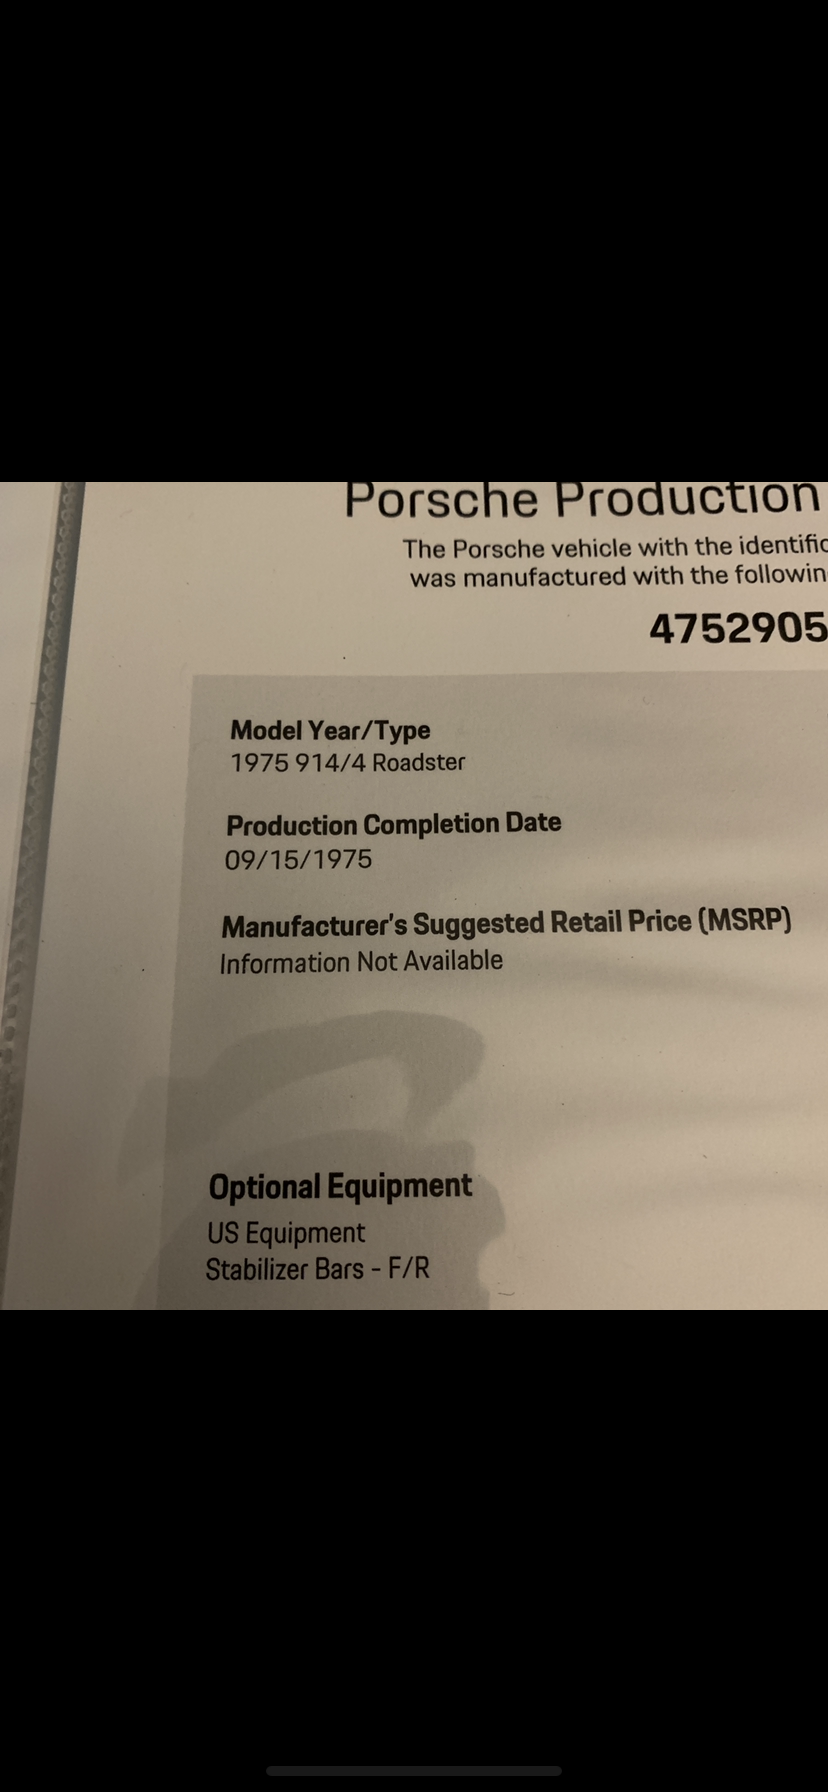 Porsche Production
The Porsche vehicle with the identific
was manufactured with the followin
4752905
Model Year/Type
1975 914/4 Roadster
Production Completion Date
09/15/1975
Manufacturer's Suggested Retail Price (MSRP)
Information Not Available
Optional Equipment
US Equipment
Stabilizer Bars - F/R